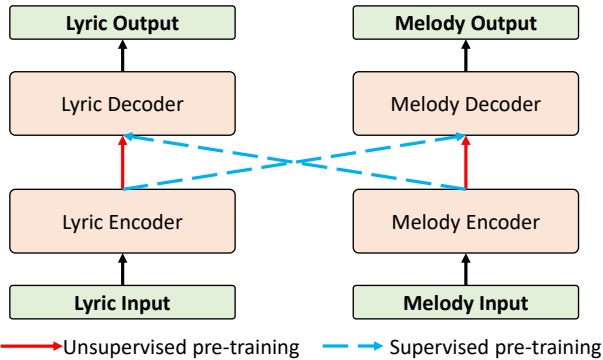 Lyric Output Melody Output
Lyric Decoder Melody Decoder
Lyric Encoder Melody Encoder
Lyric Input Melody Input
Unsupervised pre-training Supervised pre-training